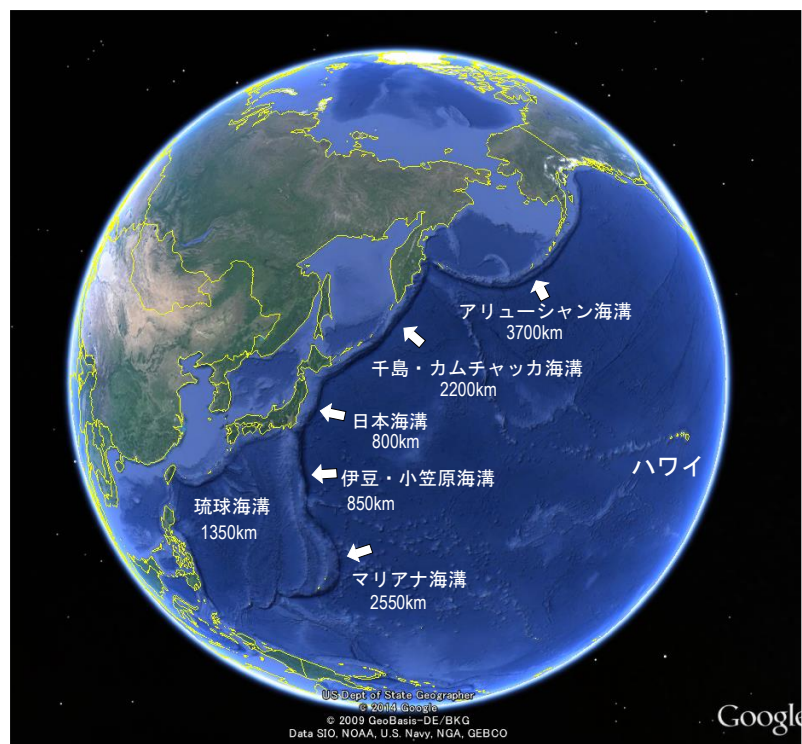 アリューシャン海溝
3700km
千島・カムチャッカ海溝
2200km
日本海溝
800km
ハワイ
伊豆・小笠原海溝
850km
琉球海溝
1350km
マリアナ海溝
2550km
US Dept of State Geographer
© 2014 Google
© 2009 GeoBasis-DE/BKG
Data SIO, NOAA, U.S. Navy, NGA, GEBCO
Google